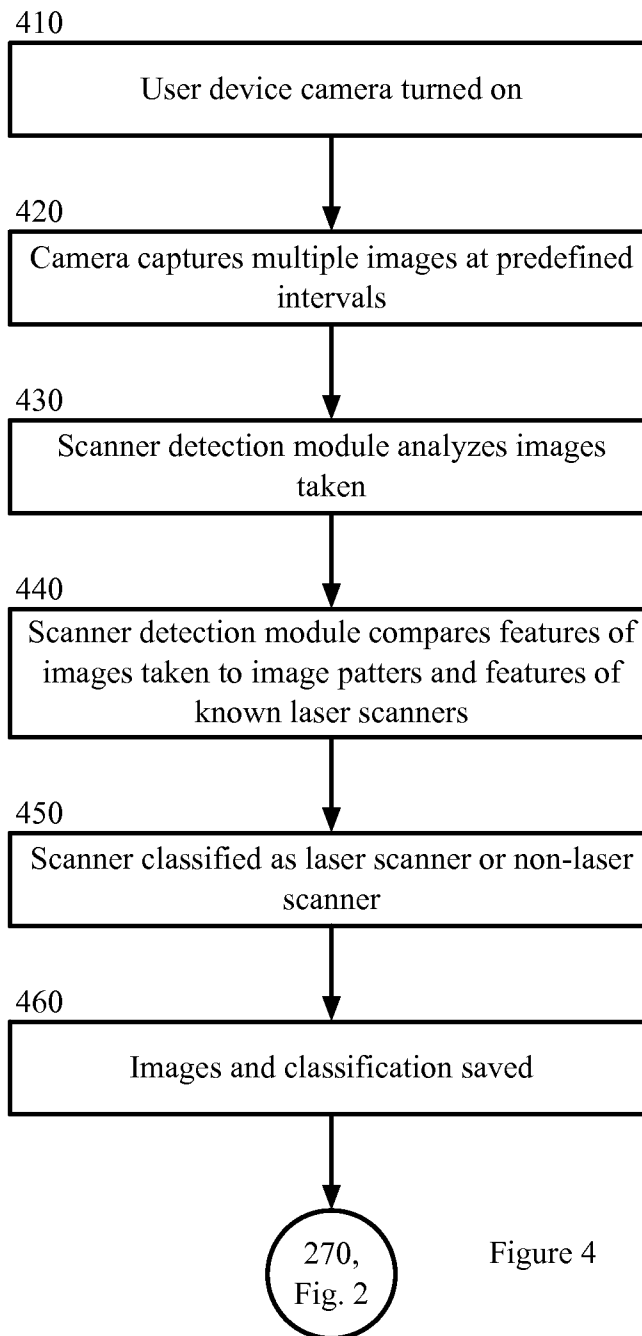 410
User device camera turned on
420
Camera captures multiple images at predefined
intervals
430
Scanner detection module analyzes images
taken
440
Scanner detection module compares features of
images taken to image patters and features of
known laser scanners
450
Scanner classified as laser scanner or non-laser
scanner
460
Images and classification saved
270,
Fig. 2
Figure 4